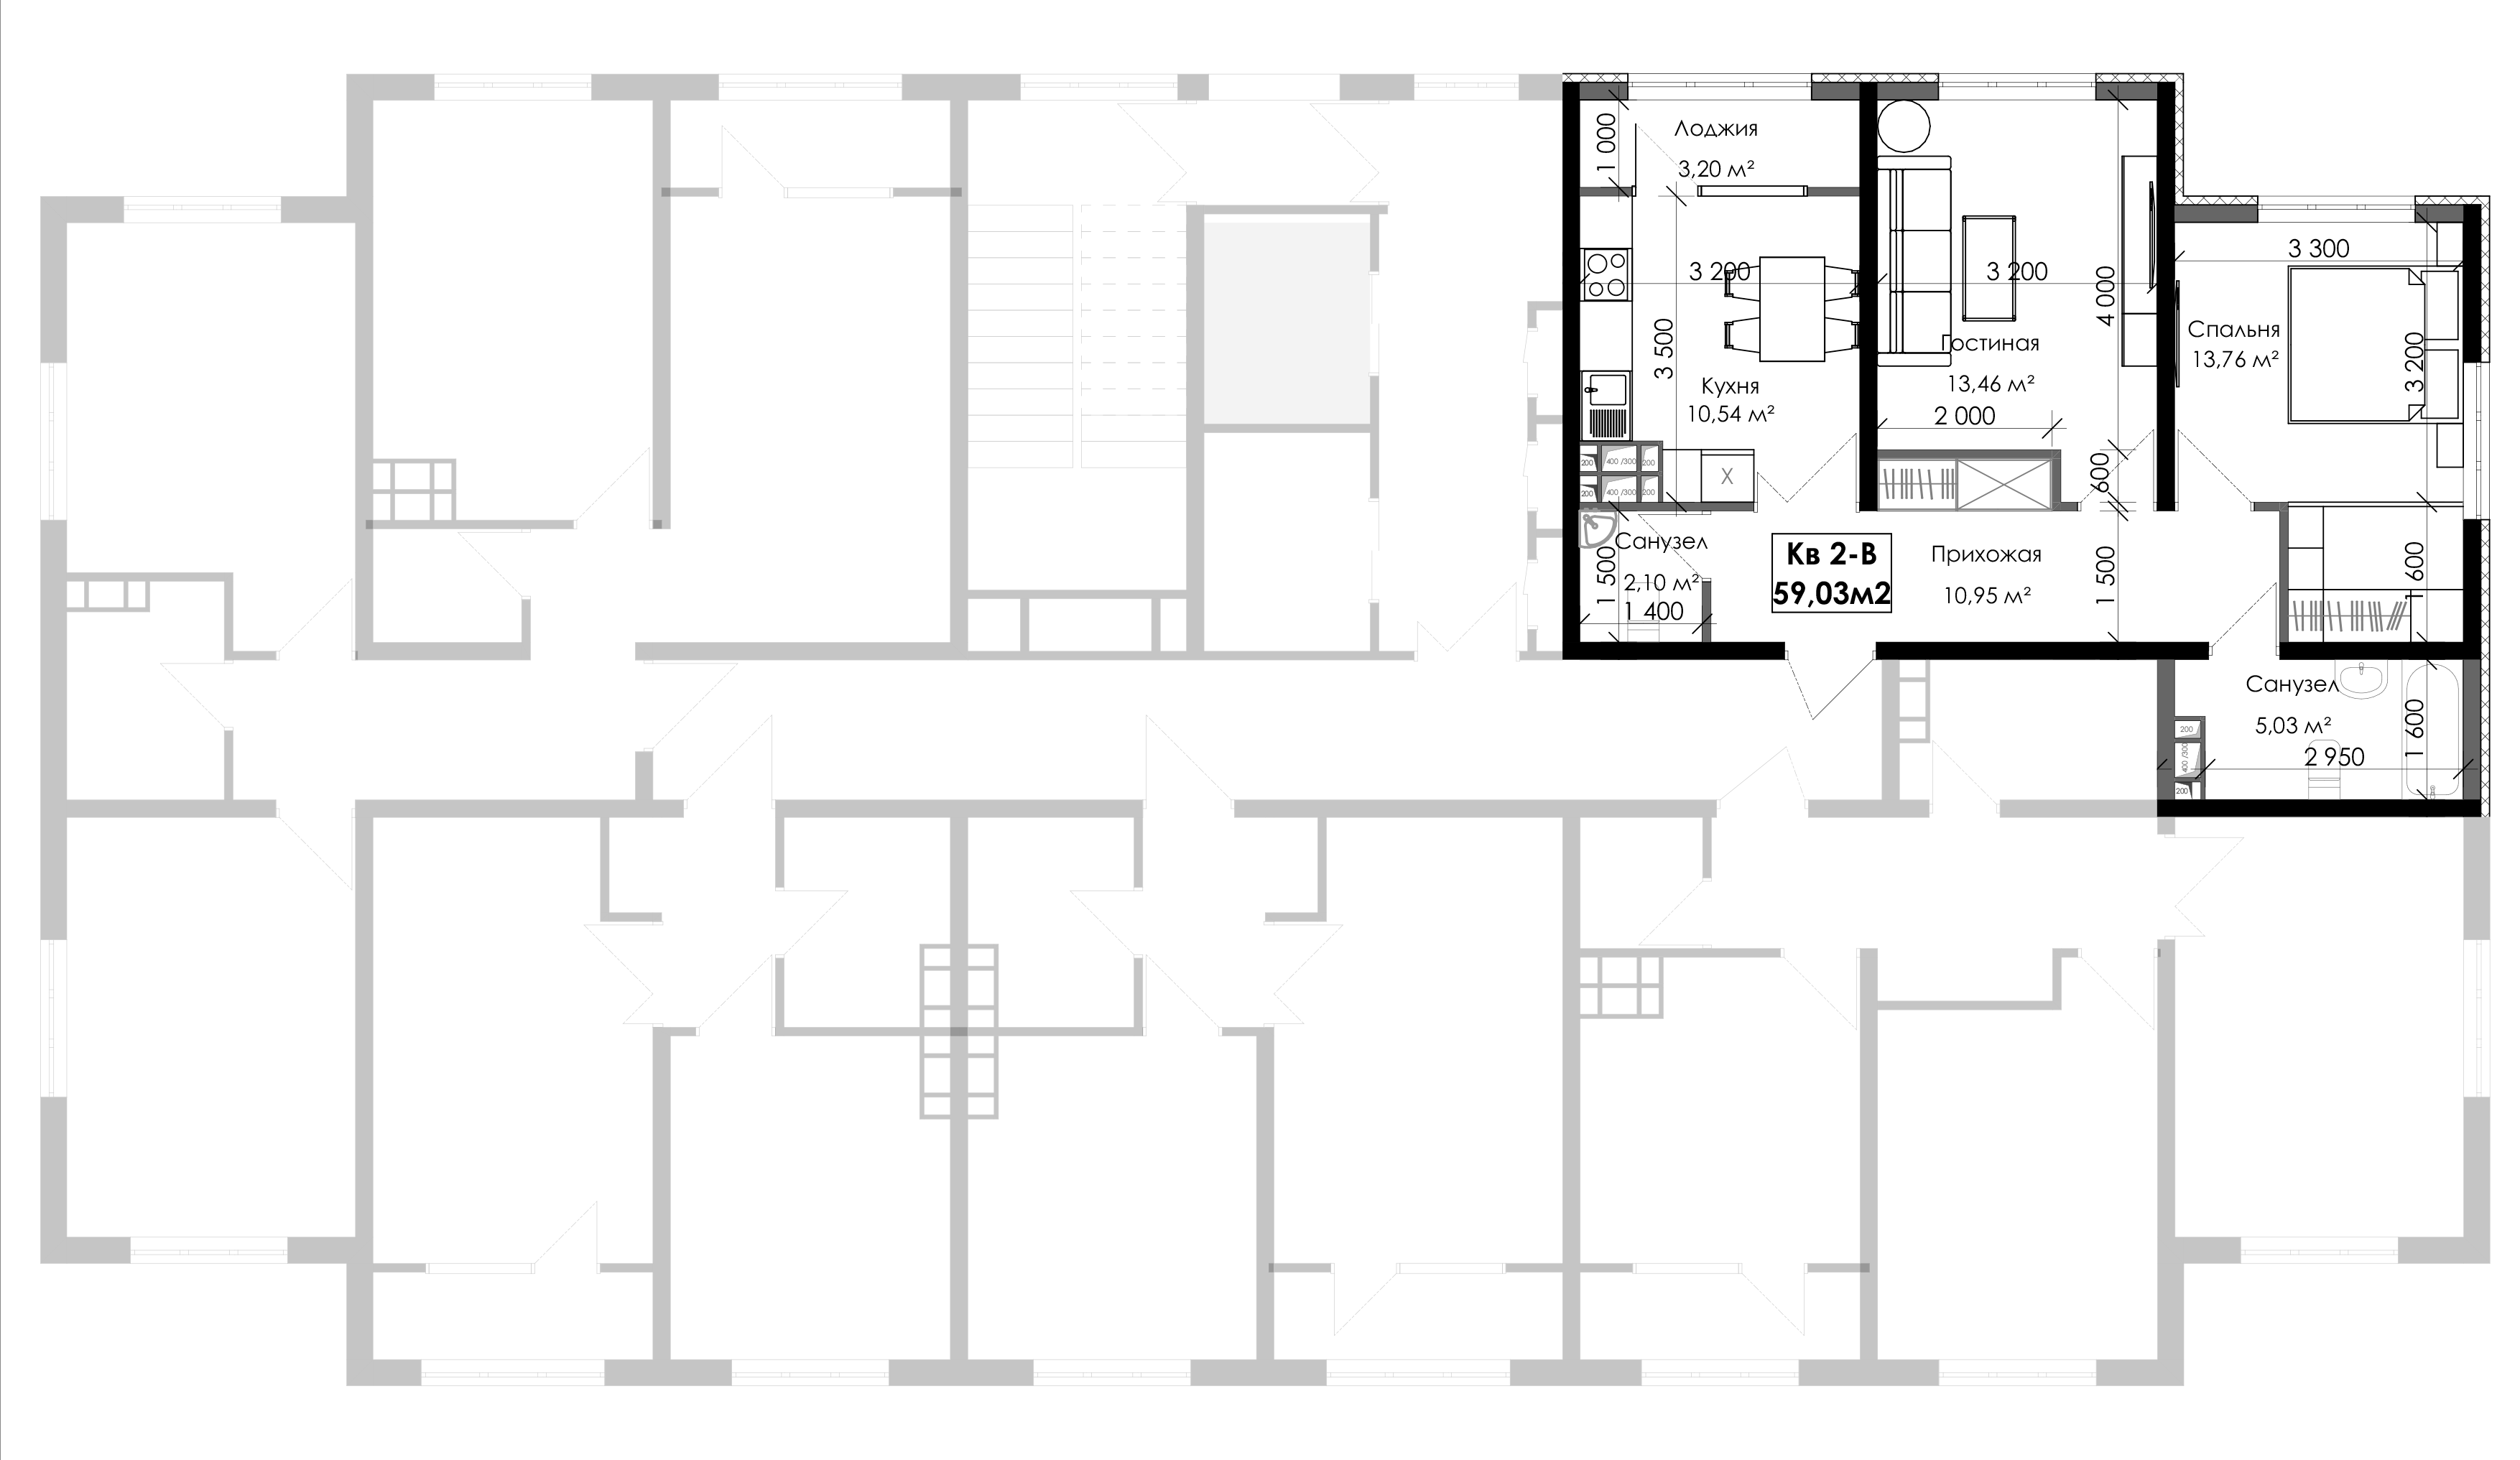 Лоджия
3,20 м²
1 000
3 200
3 500
Кухня
10,54 м²
200
400 /300
200
200
400 /300
200
X
3 200
4 000
Гостиная
13,46 м²
2 000
600
3 300
Спальня
13,76 м²
3 200
1 600
Санузел
2,10 м²
1 500
1 400
Кв 2-В
59,03м2
Прихожая
10,95 м²
1 500
Санузел
5,03 м²
2 950
1 600
200
400 /300
200